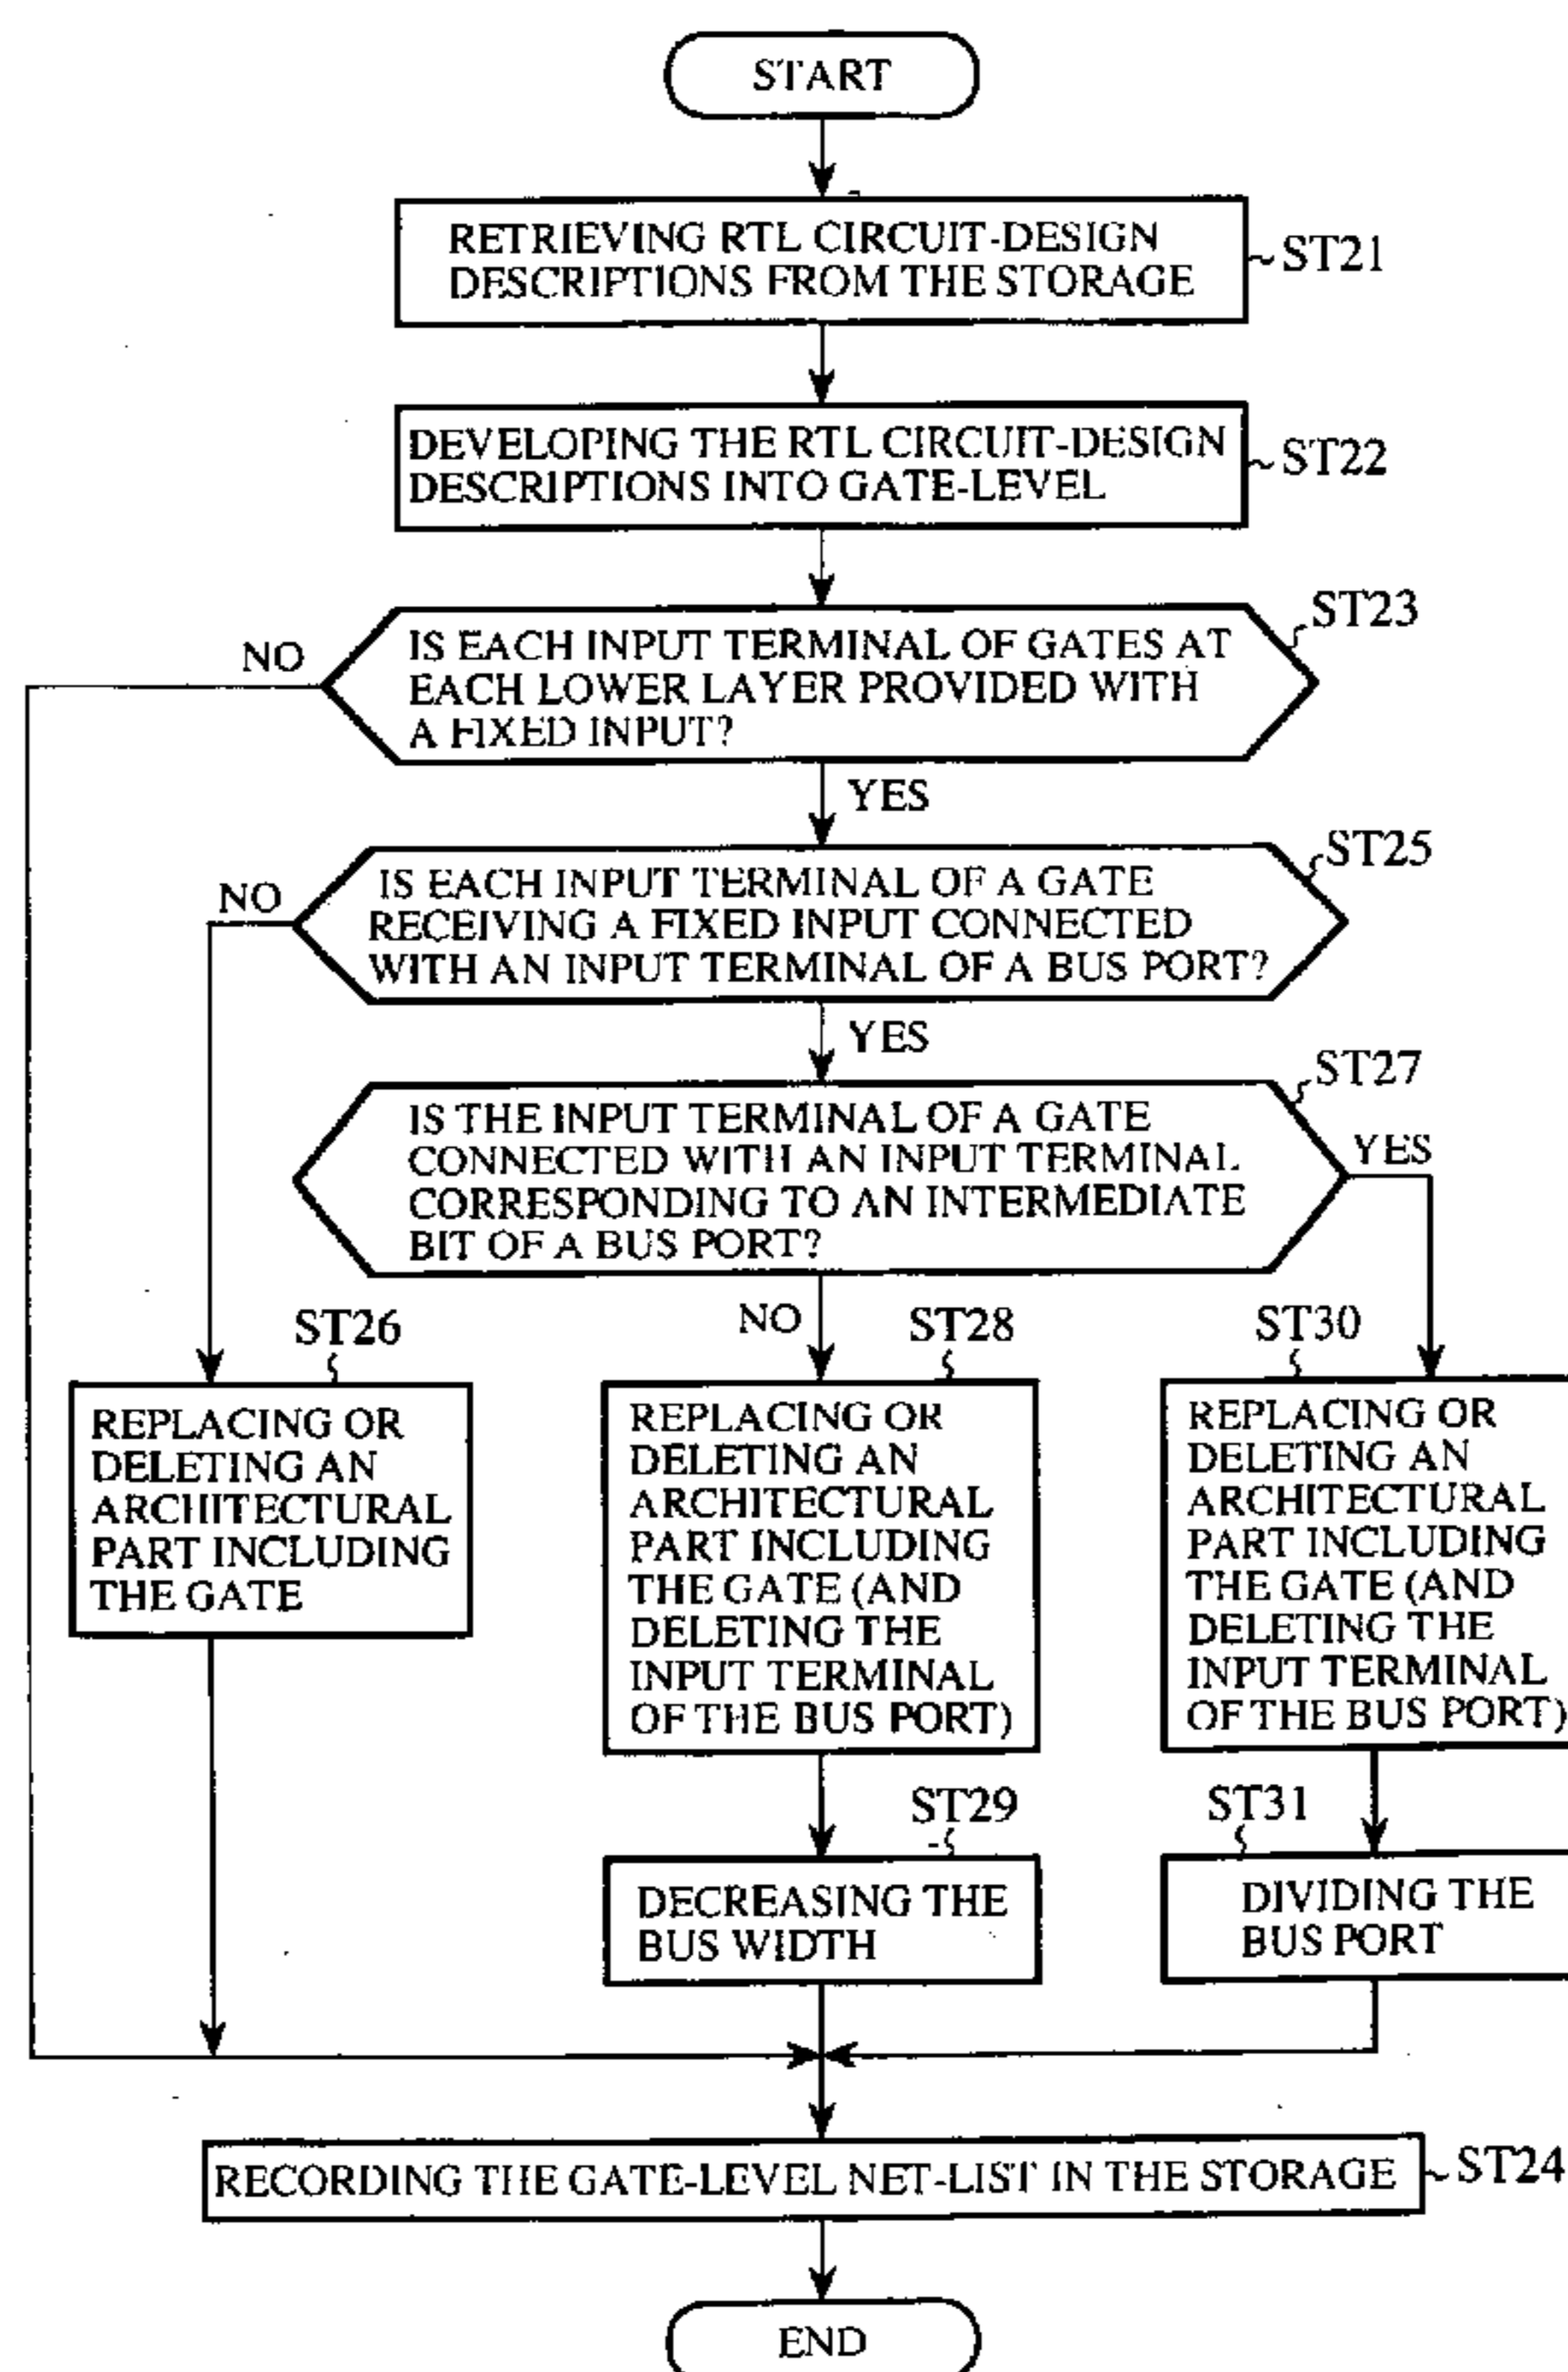 START
RETRIEVING RTL CIRCUIT-DESIGN
DESCRIPTIONS FROM THE STORAGE
ST21
DEVELOPING THE RTL CIRCUIT-DESIGN
DESCRIPTIONS INTO GATE-LEVEL
ST22
ST23
NO
IS EACH INPUT TERMINAL OF GATES AT
EACH LOWER LAYER PROVIDED WITH
A FIXED INPUT?
YES
ST25
NO
IS EACH INPUT TERMINAL OF A GATE
RECEIVING A FIXED INPUT CONNECTED
WITH AN INPUT TERMINAL OF A BUS PORT?
YES
ST27
IS THE INPUT TERMINAL OF A GATE
CONNECTED WITH AN INPUT TERMINAL
CORRESPONDING TO AN INTERMEDIATE
BIT OF A BUS PORT?
YES
NO
ST26
REPLACING OR
DELETING AN
ARCHITECTURAL
PART INCLUDING
THE GATE
ST28
REPLACING OR
DELETING AN
ARCHITECTURAL
PART INCLUDING
THE GATE (AND
DELETING THE
INPUT TERMINAL
OF THE BUS PORT)
ST30
REPLACING OR
DELETING AN
ARCHITECTURAL
PART INCLUDING
THE GATE (AND
DELETING THE
INPUT TERMINAL
OF THE BUS PORT)
ST29
DECREASING THE
BUS WIDTH
ST31
DIVIDING THE
BUS PORT
RECORDING THE GATE-LEVEL NET-LIST IN THE STORAGE
ST24
END